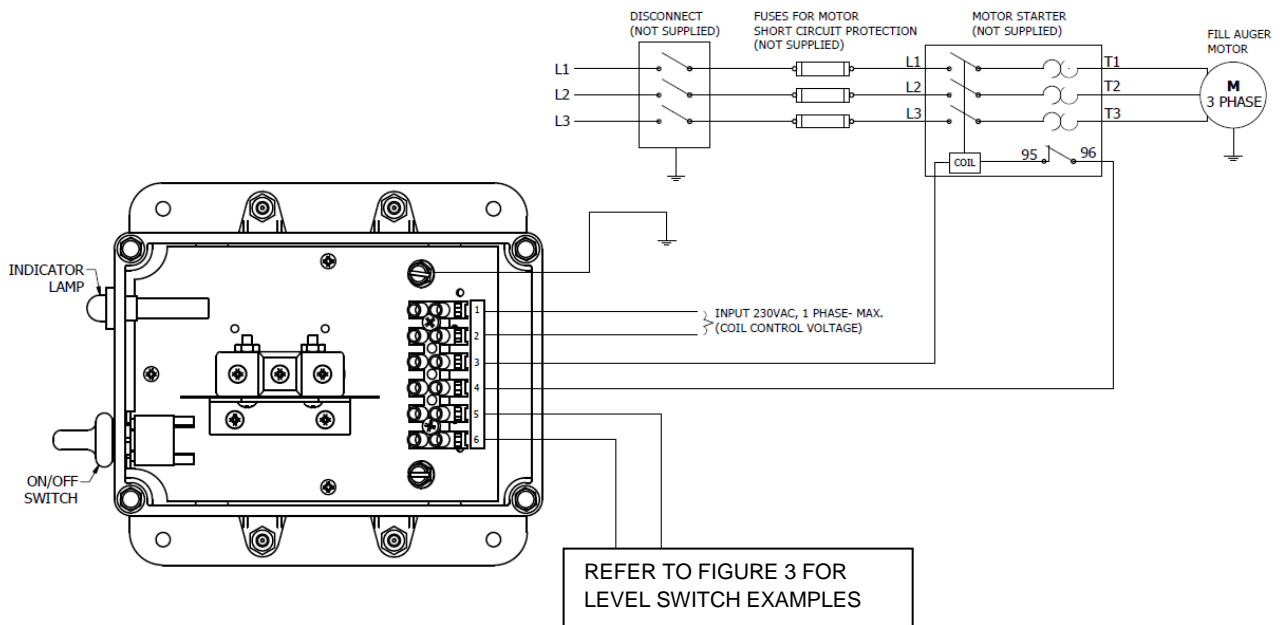 DISCONNECT
(NOT SUPPLIED)
FUSES FOR MOTOR
SHORT CIRCUIT PROTECTION
(NOT SUPPLIED)
MOTOR STARTER
(NOT SUPPLIED)
FILL AUGER
MOTOR
L1
L1
T1
L2
L2
T2
L3
L3
T3
M
3 PHASE
COIL
95
96
INDICATOR
LAMP
1
INPUT 230VAC, 1 PHASE- MAX.
(COIL CONTROL VOLTAGE)
2
3
4
5
6
ON/OFF
SWITCH
REFER TO FIGURE 3 FOR
LEVEL SWITCH EXAMPLES